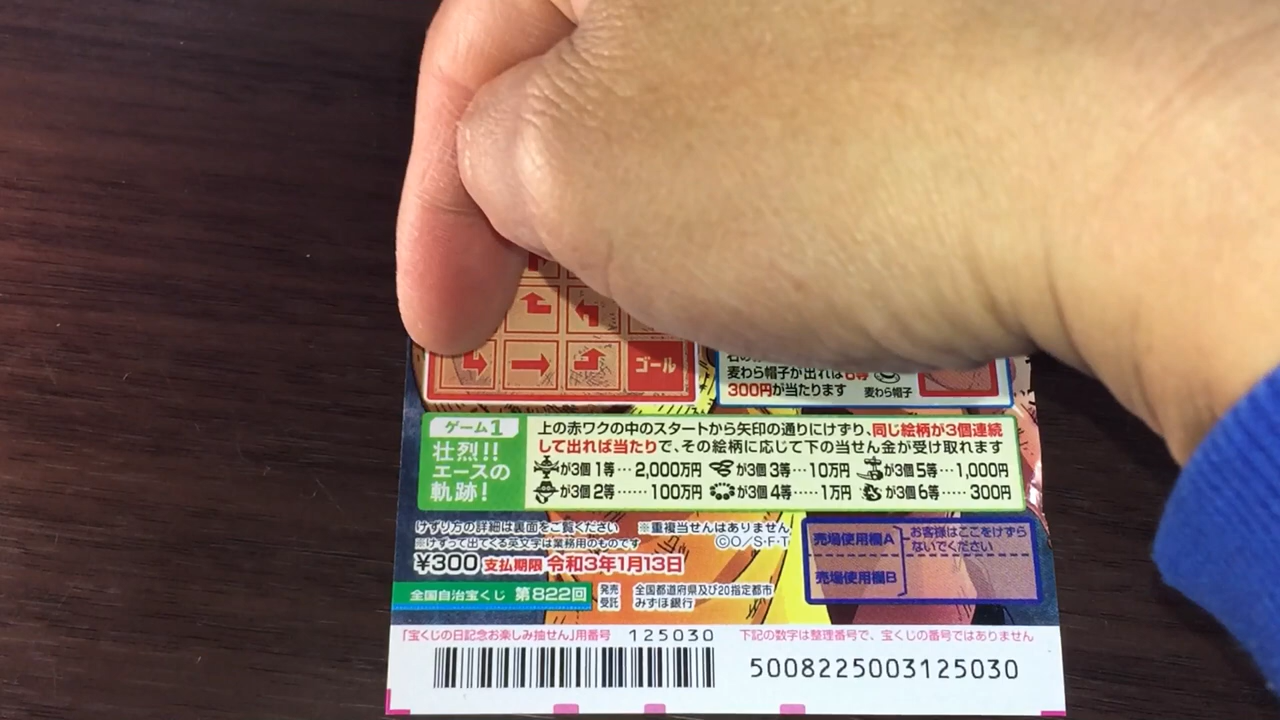 ゴール
麦わら帽子が出れば6等
300円が当たります
麦わら帽子
ゲーム1
壮烈!!
エースの
軌跡!
上の赤ワクの中のスタートから矢印の通りにけずり、同じ絵柄が3個連続
して出れば当たりで、その絵柄に応じて下の当せん金が受け取れます
が3個 1等…2,000万円 が3個 3等…10万円 が3個 5等…1,000円
が3個 2等……100万円 が3個 4等……1万円 が3個 6等……300円
けずり方の詳細は裏面をご覧ください ※重複当せんはありません
※けずって出てくる英文字は業務用のものです
©O/S・F・T
¥300 支払期限 令和3年1月13日
全国自治宝くじ 第822回
発売 全国都道府県及び20指定都市
受託 みずほ銀行
売場使用欄A
売場使用欄B
お客様はここをけずら
ないでください
「宝くじの日記念お楽しみ抽せん」用番号 125030
下記の数字は整理番号で、宝くじの番号ではありません
5008225003125030